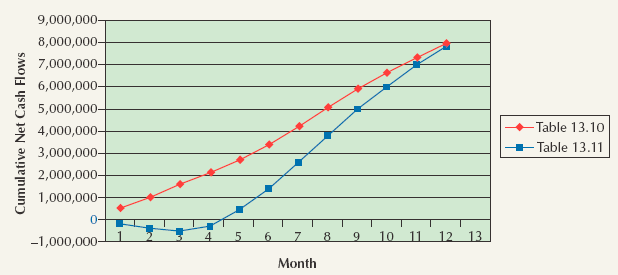 9,000,000
8,000,000
7,000,000
6,000,000
5,000,000
4,000,000
3,000,000
2,000,000
1,000,000
0
–1,000,000
Cumulative Net Cash Flows
1 2 3 4 5 6 7 8 9 10 11 12 13
Month
Table 13.10
Table 13.11